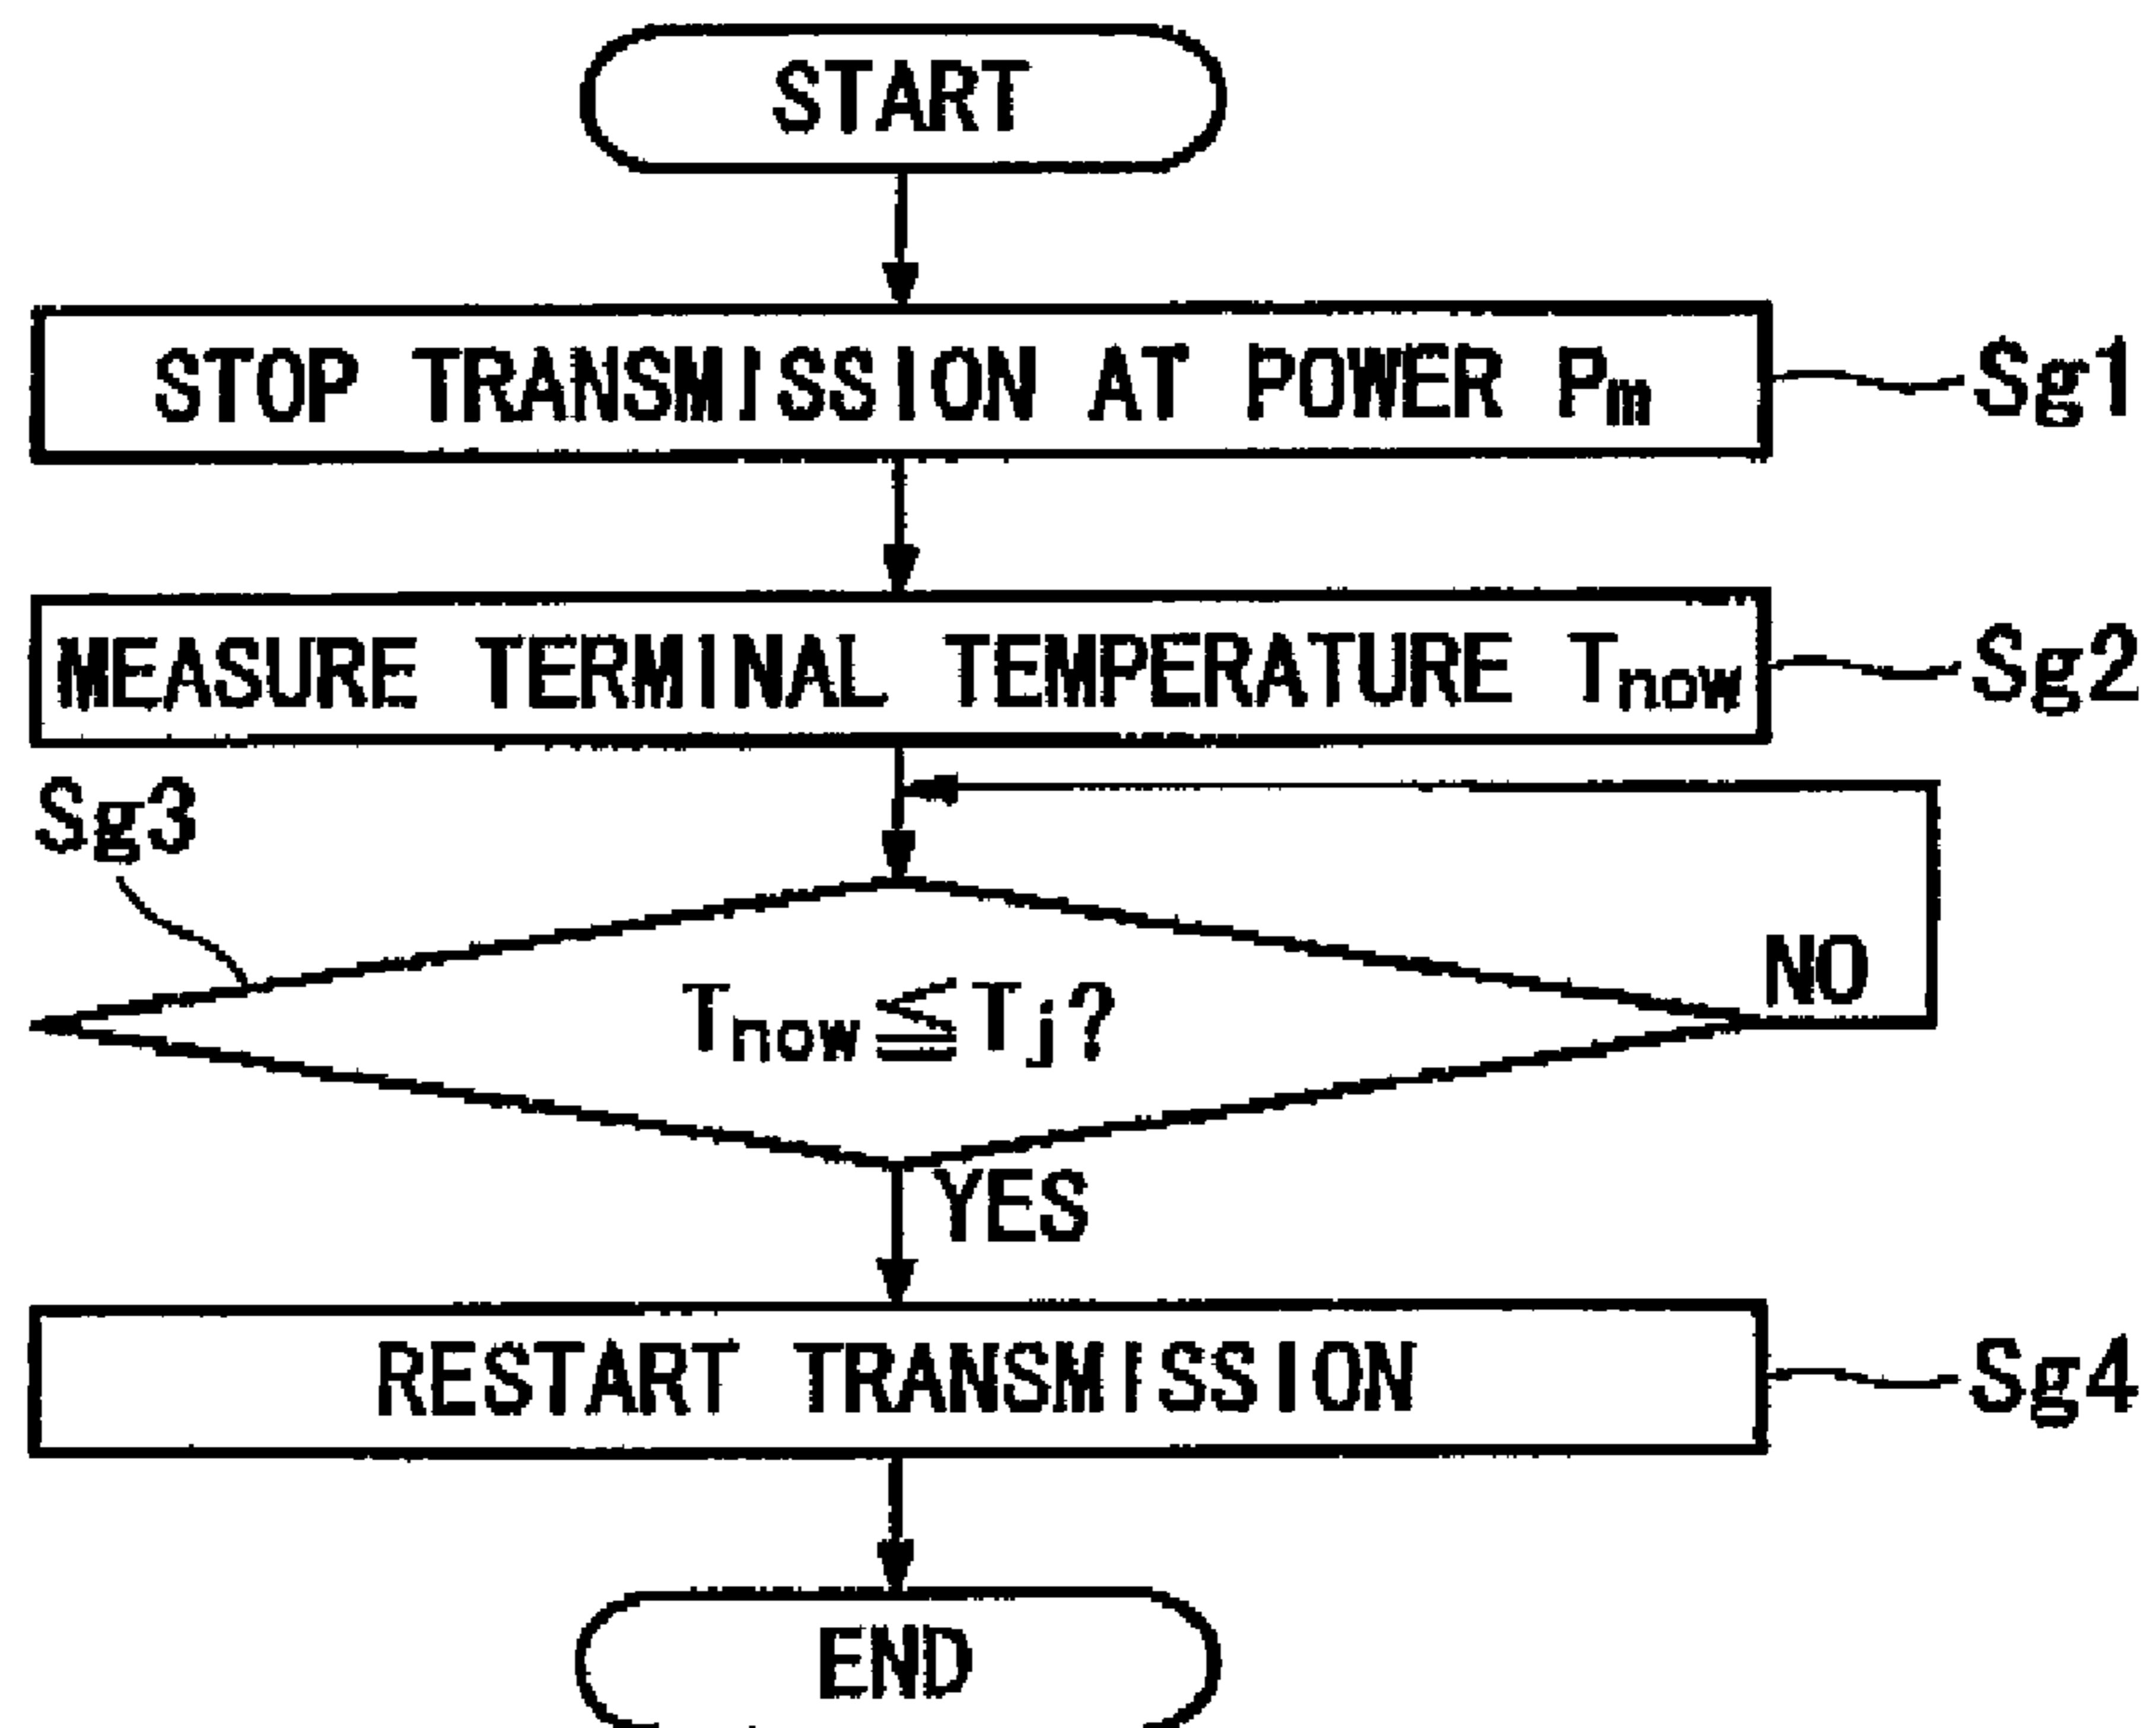 START
STOP TRANSMISSION AT POWER Pm Sg1
MEASURE TERMINAL TEMPERATURE Tnow Sg2
Sg3
NO
Tnow≦Tj?
YES
RESTART TRANSMISSION Sg4
END